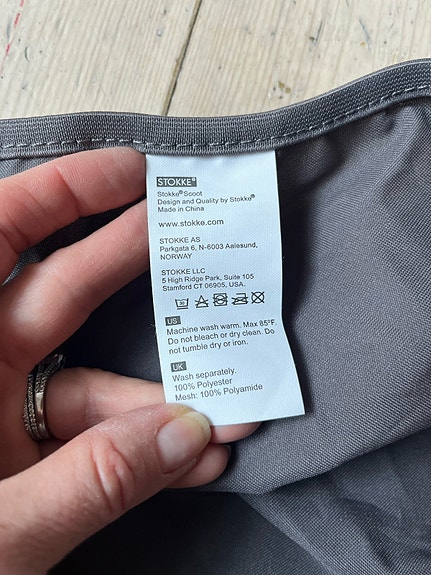 STOKKE®
Stokke® Scoot
Design and Quality by Stokke®
Made in China
www.stokke.com
STOKKE AS
Parkgata 6, N-6003 Aalesund,
NORWAY
STOKKE LLC
5 High Ridge Park, Suite 105
Stamford CT 06905, USA.
US
Machine wash warm. Max 85°F.
Do not bleach or dry clean. Do
not tumble dry or iron.
UK
Wash separately.
100% Polyester
Mesh: 100% Polyamide